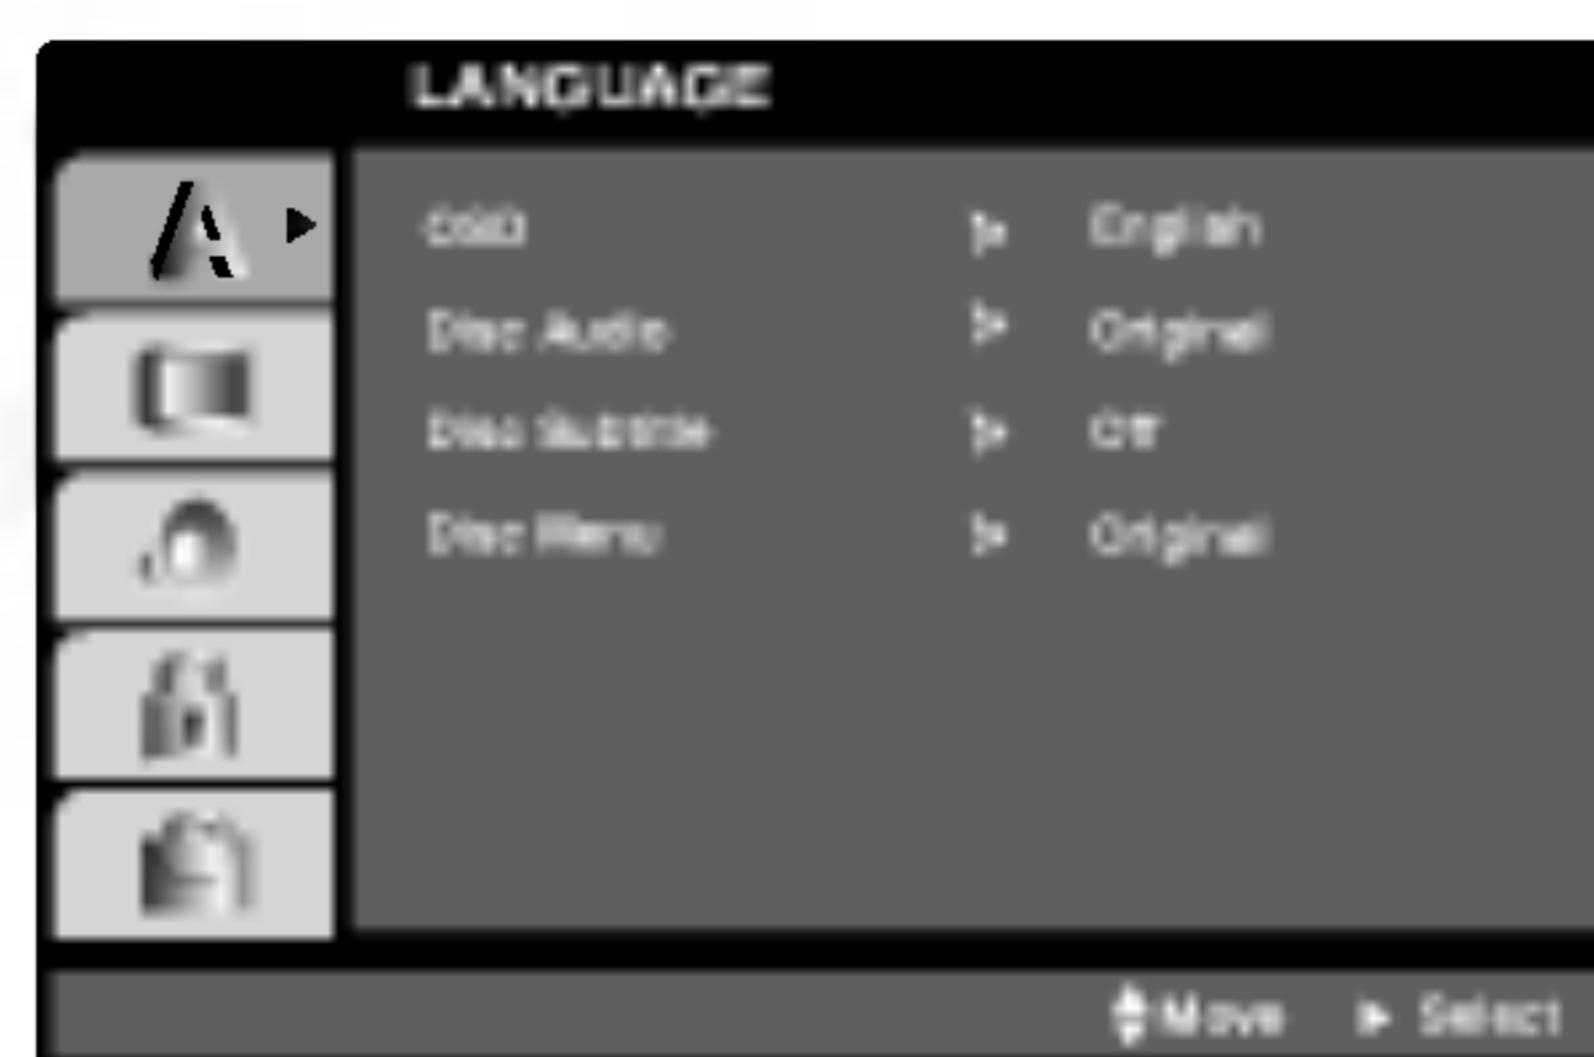 LANGUAGE
OSD English
Disc Audio Original
Disc Subtitle Off
Disc Menu Original
Move Select